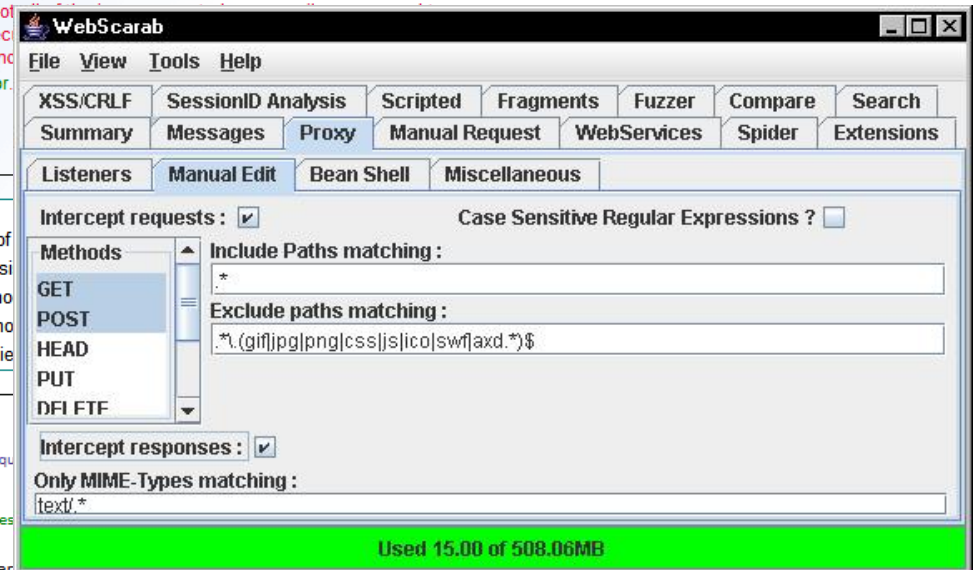 WebScarab
File View Tools Help
XSS/CRLF SessionID Analysis Scripted Fragments Fuzzer Compare Search
Summary Messages Proxy Manual Request WebServices Spider Extensions
Listeners Manual Edit Bean Shell Miscellaneous
Intercept requests : Case Sensitive Regular Expressions ?
Methods
GET
POST
HEAD
PUT
DELETE
Include Paths matching :
.*
Exclude paths matching :
.*\.(gif|jpg|png|css|js|ico|swf|axd.*)$
Intercept responses :
Only MIME-Types matching :
text/.*
Used 15.00 of 508.06MB